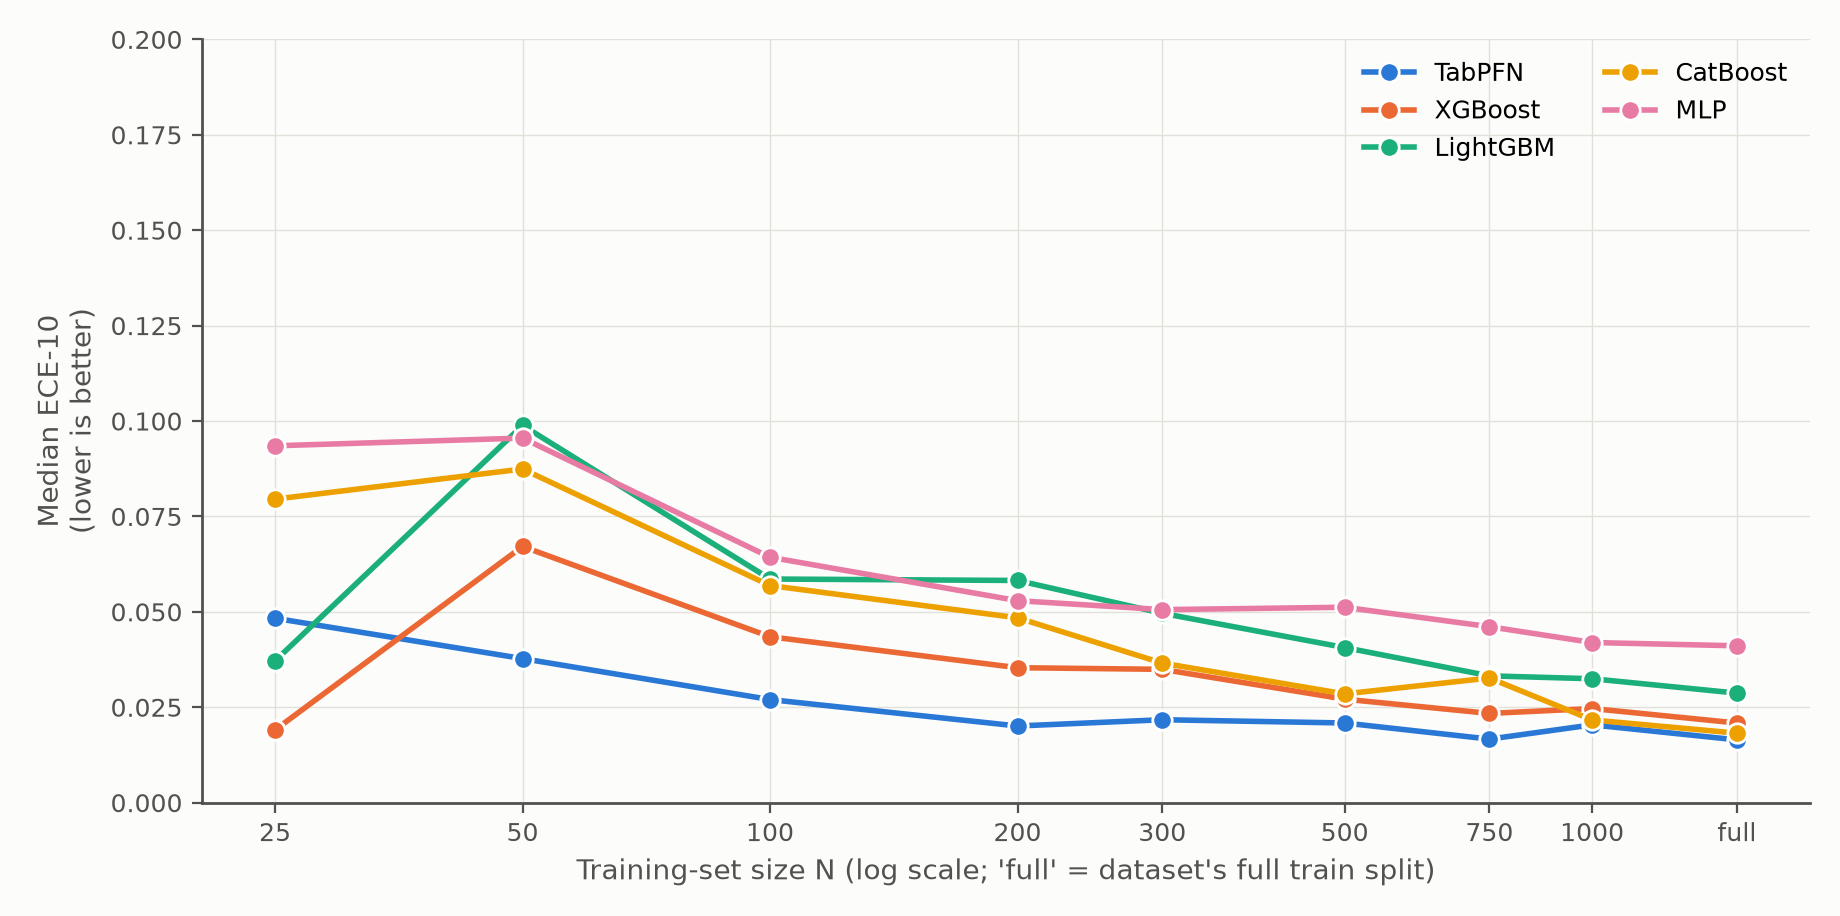 0.200
0.175
0.150
0.125
0.100
0.075
0.050
0.025
0.000
Median ECE-10
(lower is better)
TabPFN
XGBoost
LightGBM
CatBoost
MLP
25 50 100 200 300 500 750 1000 full
Training-set size N (log scale; 'full' = dataset's full train split)